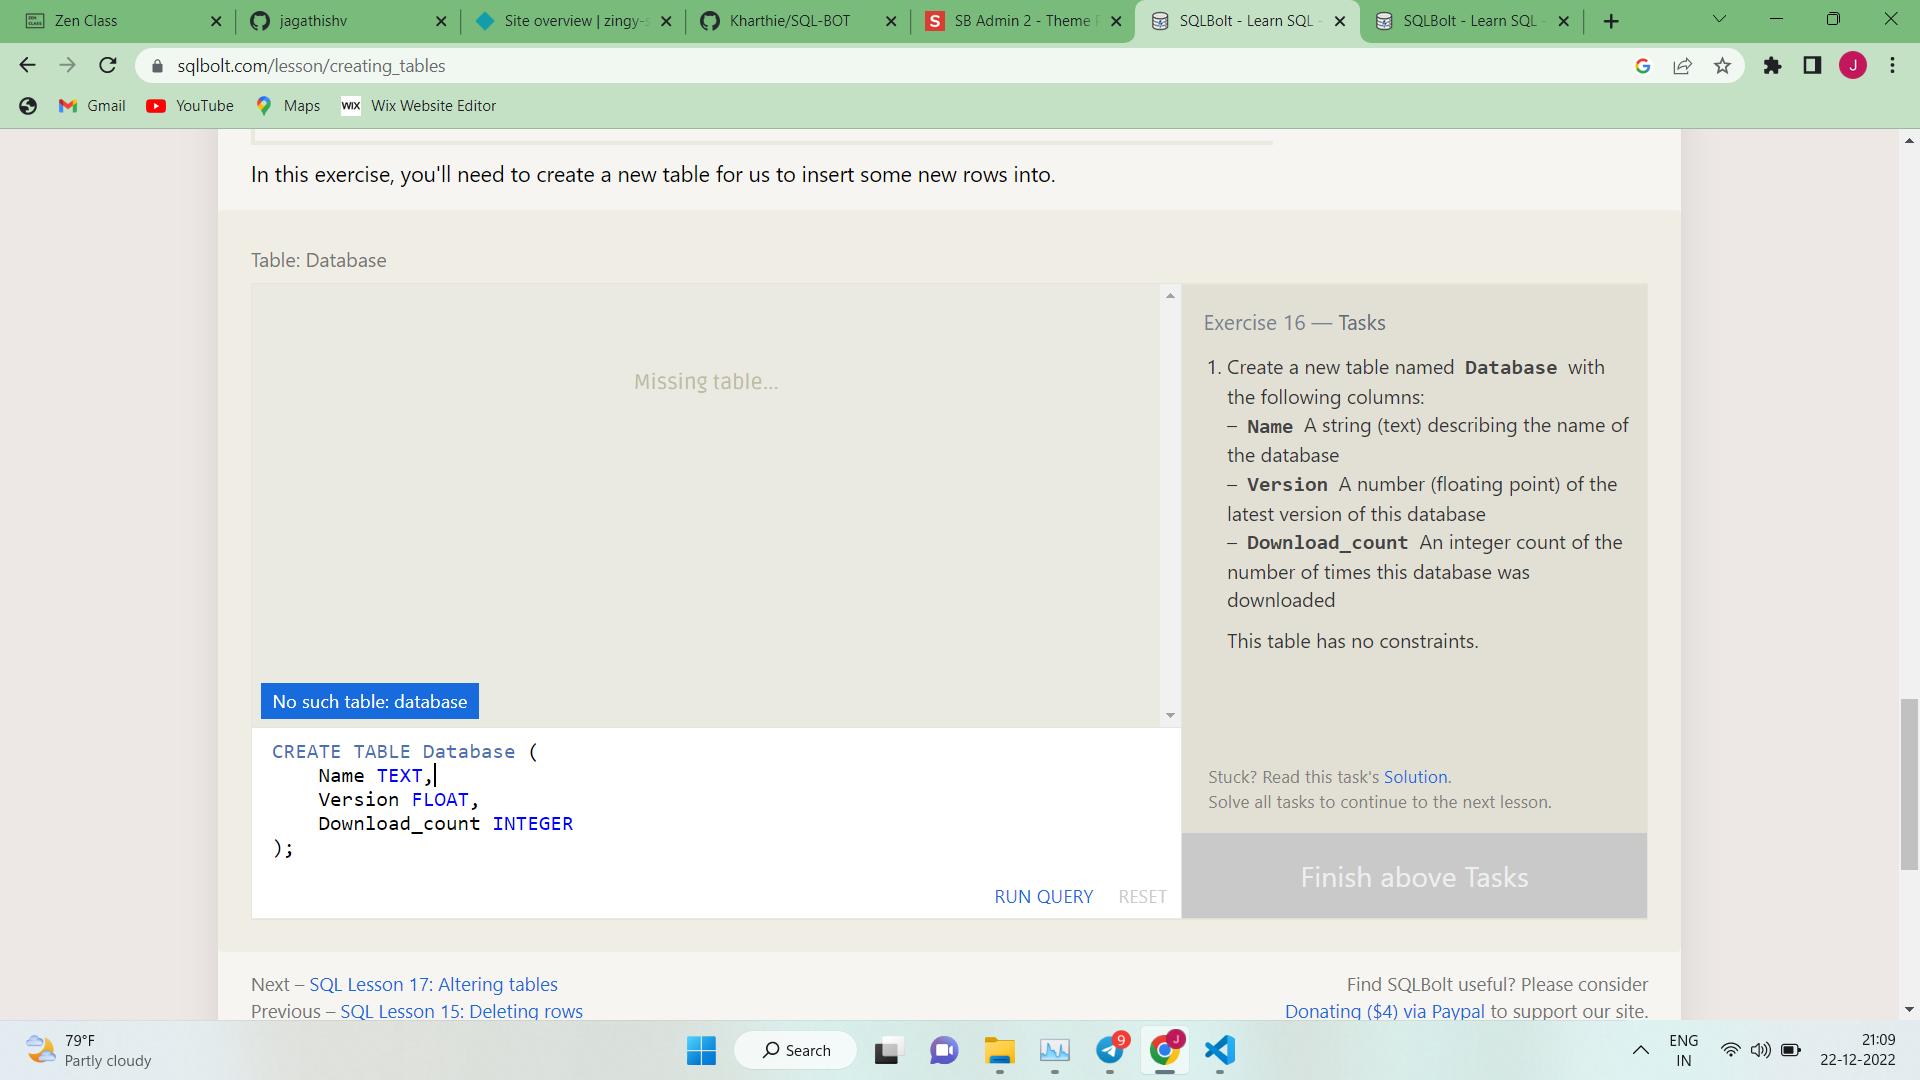 Zen Class
jagathishv
Site overview | zingy-s
Kharthie/SQL-BOT
SB Admin 2 - Theme P
SQLBolt - Learn SQL -
SQLBolt - Learn SQL -
sqlbolt.com/lesson/creating_tables
J
Gmail
YouTube
Maps
WIX Wix Website Editor
In this exercise, you'll need to create a new table for us to insert some new rows into.
Table: Database
Missing table...
No such table: database
CREATE TABLE Database (
Name TEXT,
Version FLOAT,
Download_count INTEGER
);
RUN QUERY RESET
Exercise 16 — Tasks
1. Create a new table named Database with
the following columns:
– Name A string (text) describing the name of
the database
– Version A number (floating point) of the
latest version of this database
– Download_count An integer count of the
number of times this database was
downloaded
This table has no constraints.
Stuck? Read this task's Solution.
Solve all tasks to continue to the next lesson.
Finish above Tasks
Next – SQL Lesson 17: Altering tables
Previous – SQL Lesson 15: Deleting rows
Find SQLBolt useful? Please consider
Donating ($4) via Paypal to support our site.
79°F
Partly cloudy
Search
9
J
ENG
IN
21:09
22-12-2022